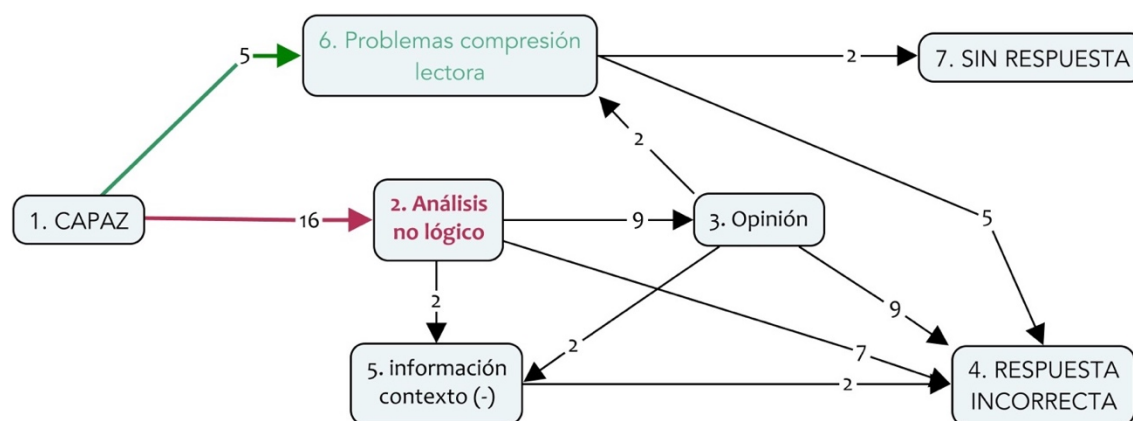 6. Problemas compresión
lectora
5
2
7. SIN RESPUESTA
2
1. CAPAZ
16
2. Análisis
no lógico
9
3. Opinión
5
2
9
2
7
5. información
contexto (-)
2
4. RESPUESTA
INCORRECTA